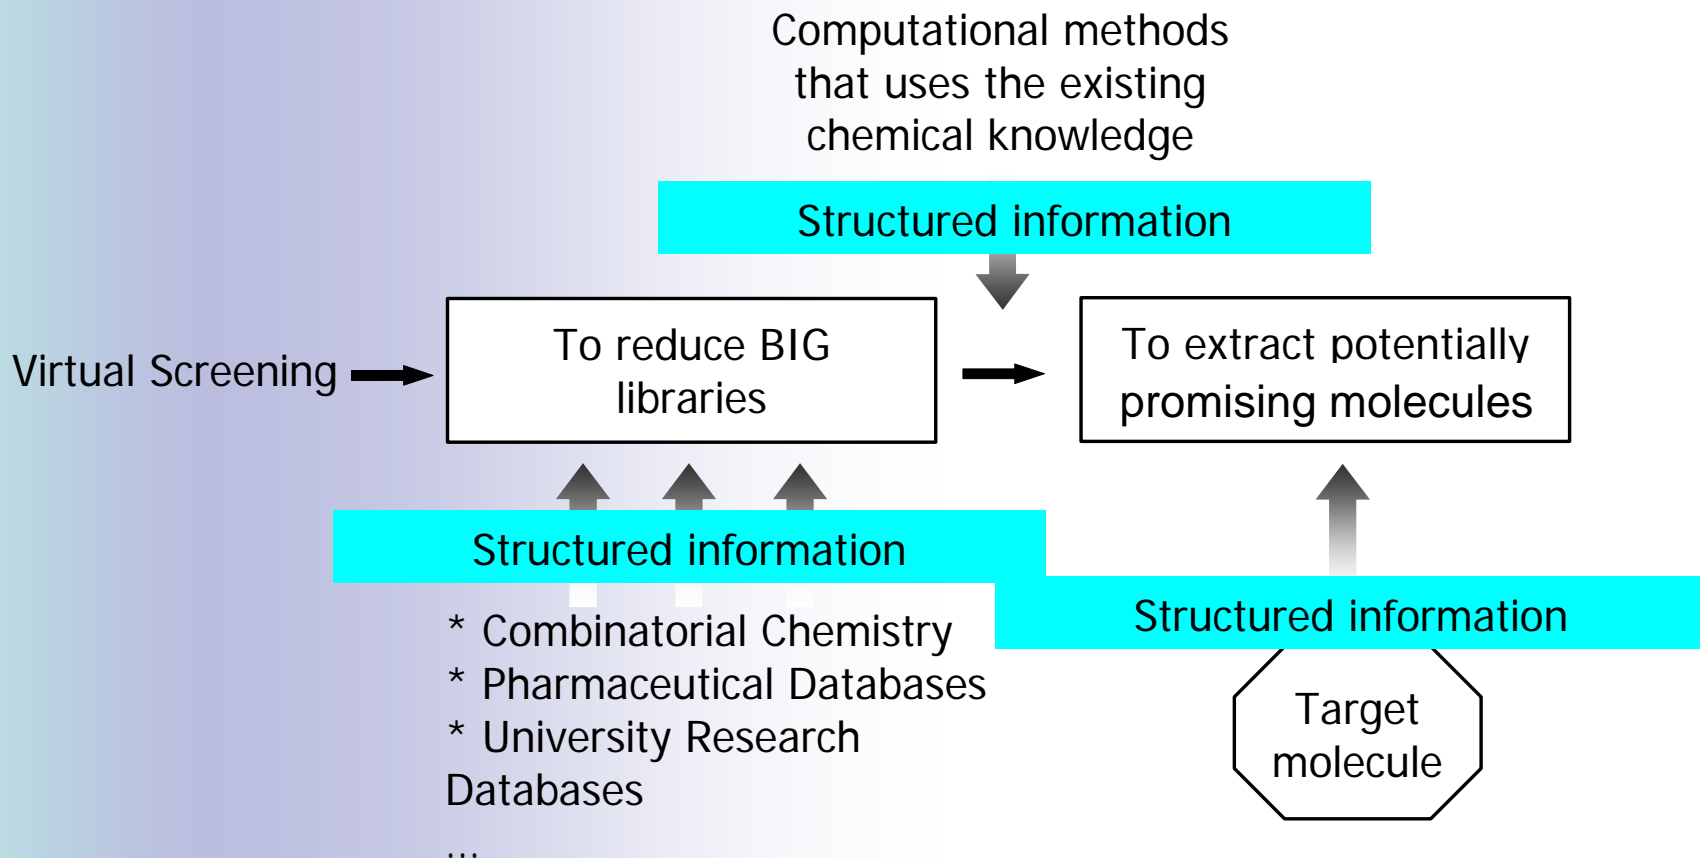 Computational methods
that uses the existing
chemical knowledge
Structured information
Virtual Screening
To reduce BIG
libraries
To extract potentially
promising molecules
Structured information
* Combinatorial Chemistry
* Pharmaceutical Databases
* University Research
Databases
...
Structured information
Target
molecule